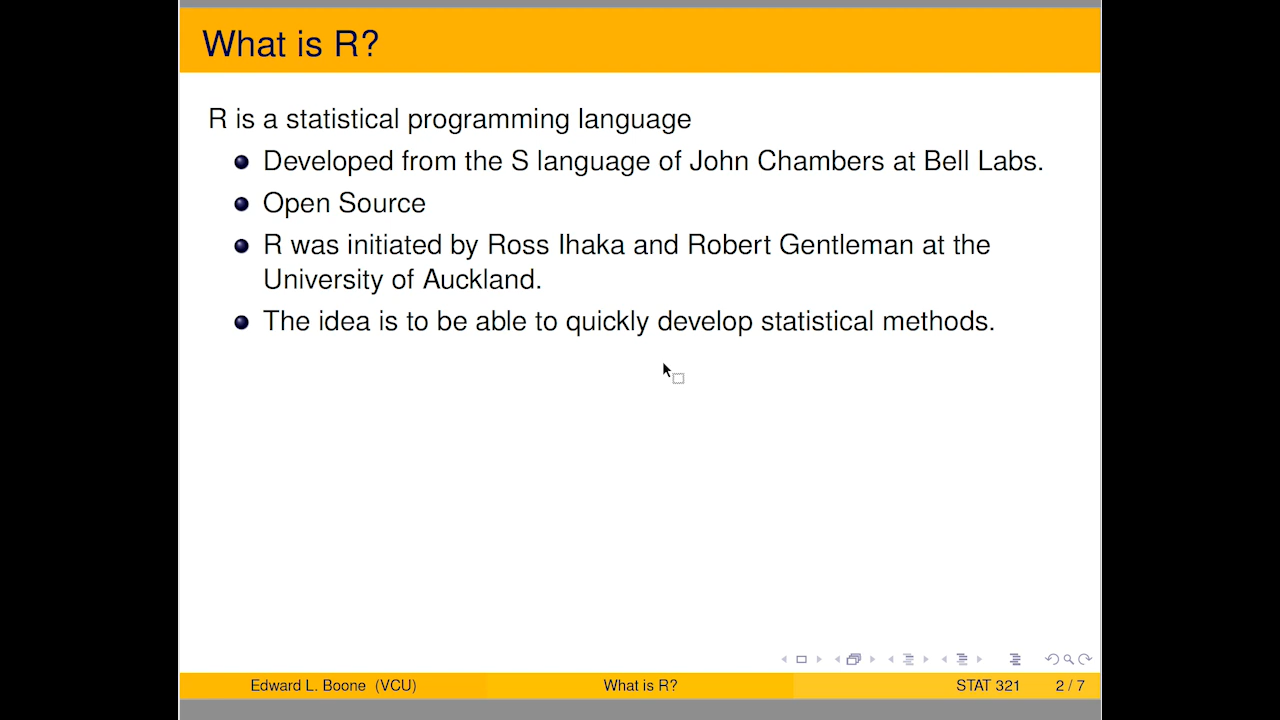 What is R?
R is a statistical programming language
Developed from the S language of John Chambers at Bell Labs.
Open Source
R was initiated by Ross Ihaka and Robert Gentleman at the
University of Auckland.
The idea is to be able to quickly develop statistical methods.
Edward L. Boone (VCU) What is R? STAT 321 2 / 7